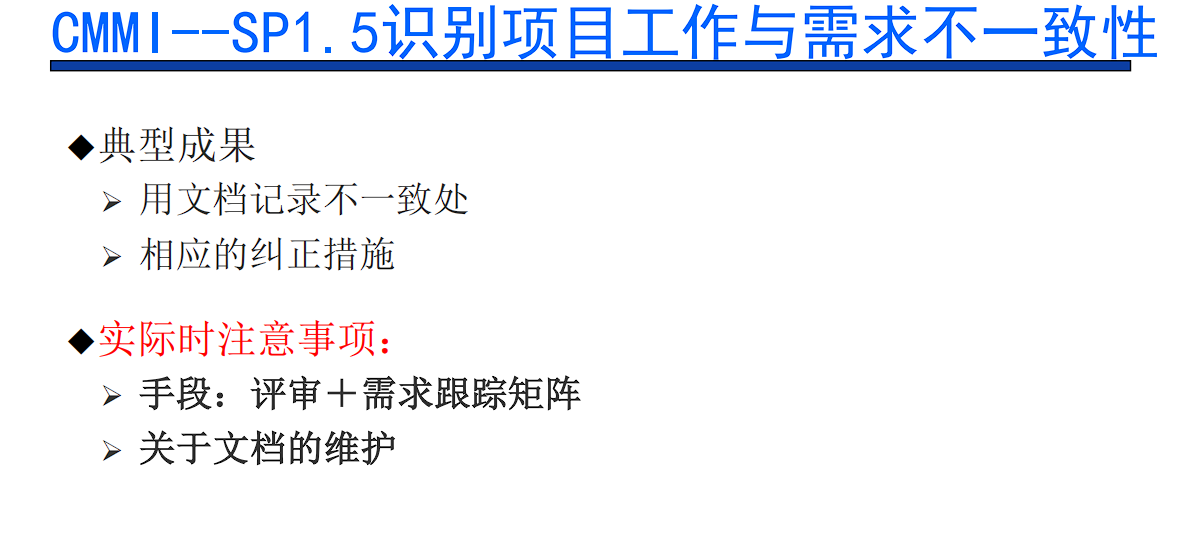 CMMI--SP1.5识别项目工作与需求不一致性
◆典型成果
➢ 用文档记录不一致处
➢ 相应的纠正措施
◆实际时注意事项：
➢ 手段：评审＋需求跟踪矩阵
➢ 关于文档的维护